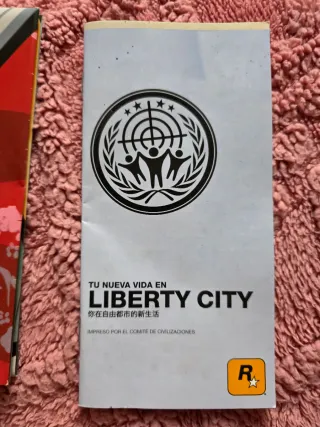 TU NUEVA VIDA EN
LIBERTY CITY
你在自由都市的新生活
IMPRESO POR EL COMITÉ DE CIVILIZACIONES.
R